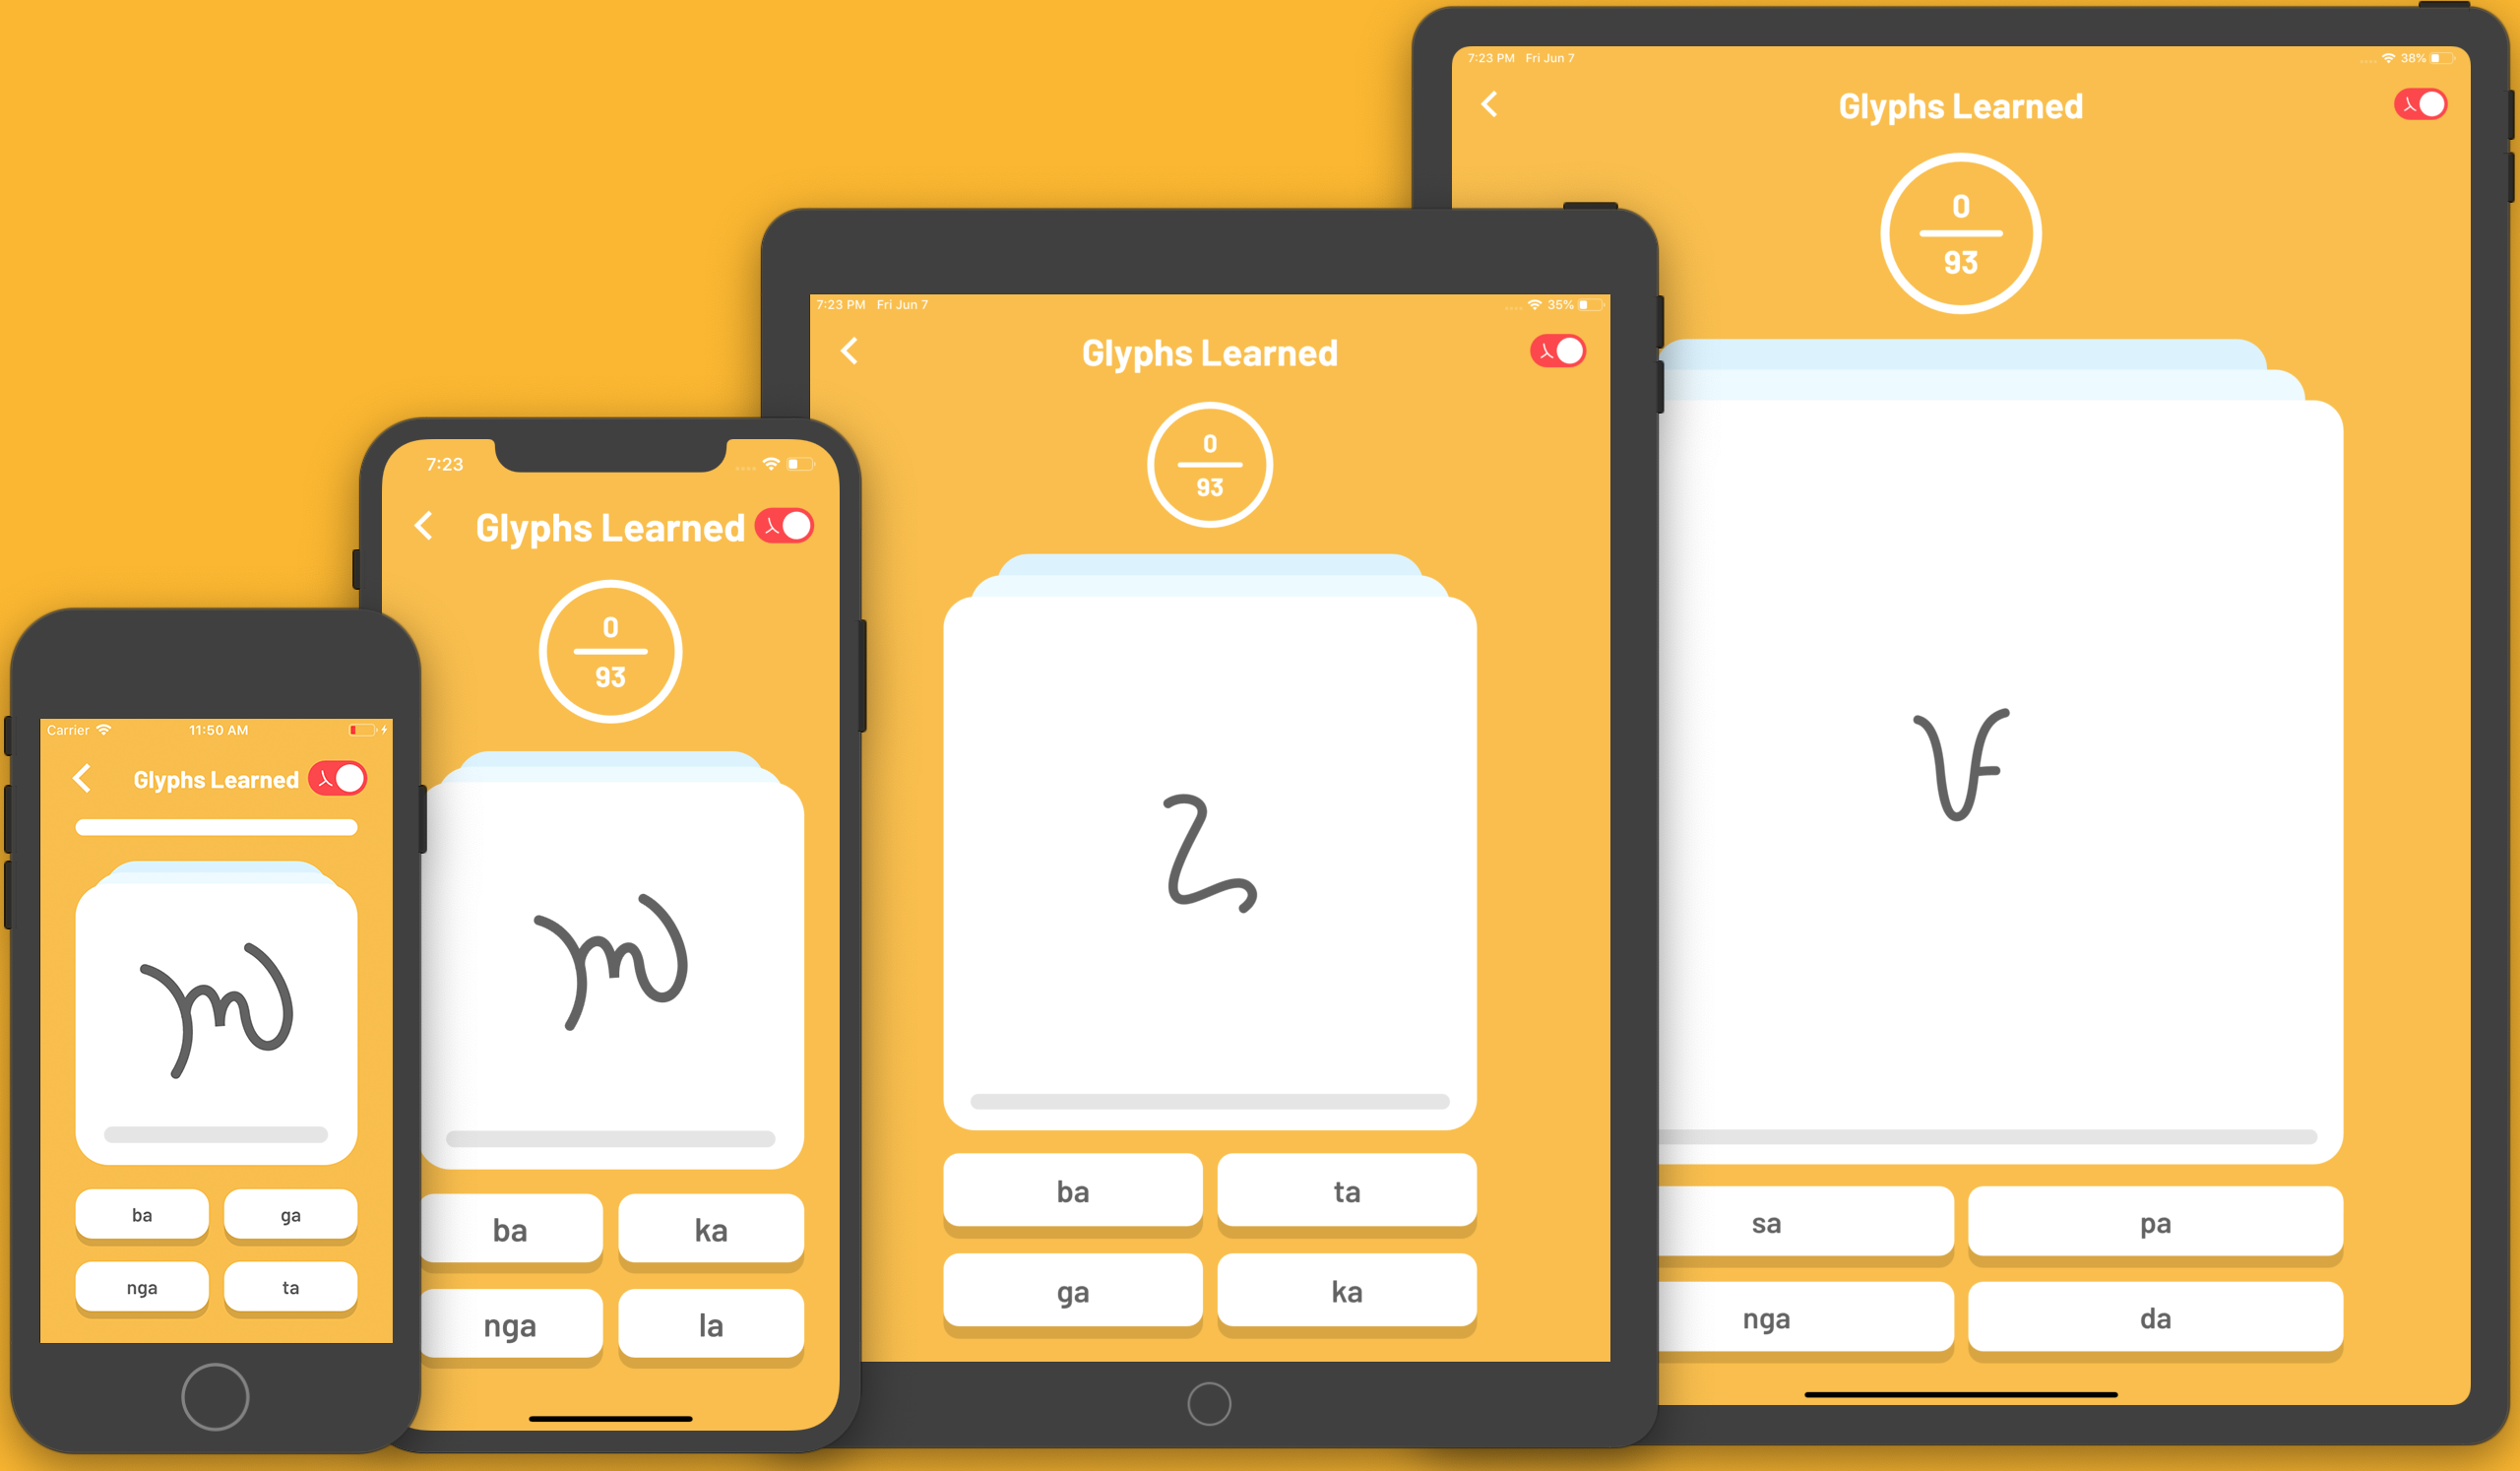 Carrier 11:50 AM
Glyphs Learned
ᜅ
ba ga
nga ta
7:23
Glyphs Learned
0
93
ᜅ
ba ka
nga la
7:23 PM Fri Jun 7 35%
Glyphs Learned
0
93
ᜆ
ba ta
ga ka
7:23 PM Fri Jun 7 38%
Glyphs Learned
0
93
ᜉ
sa pa
nga da